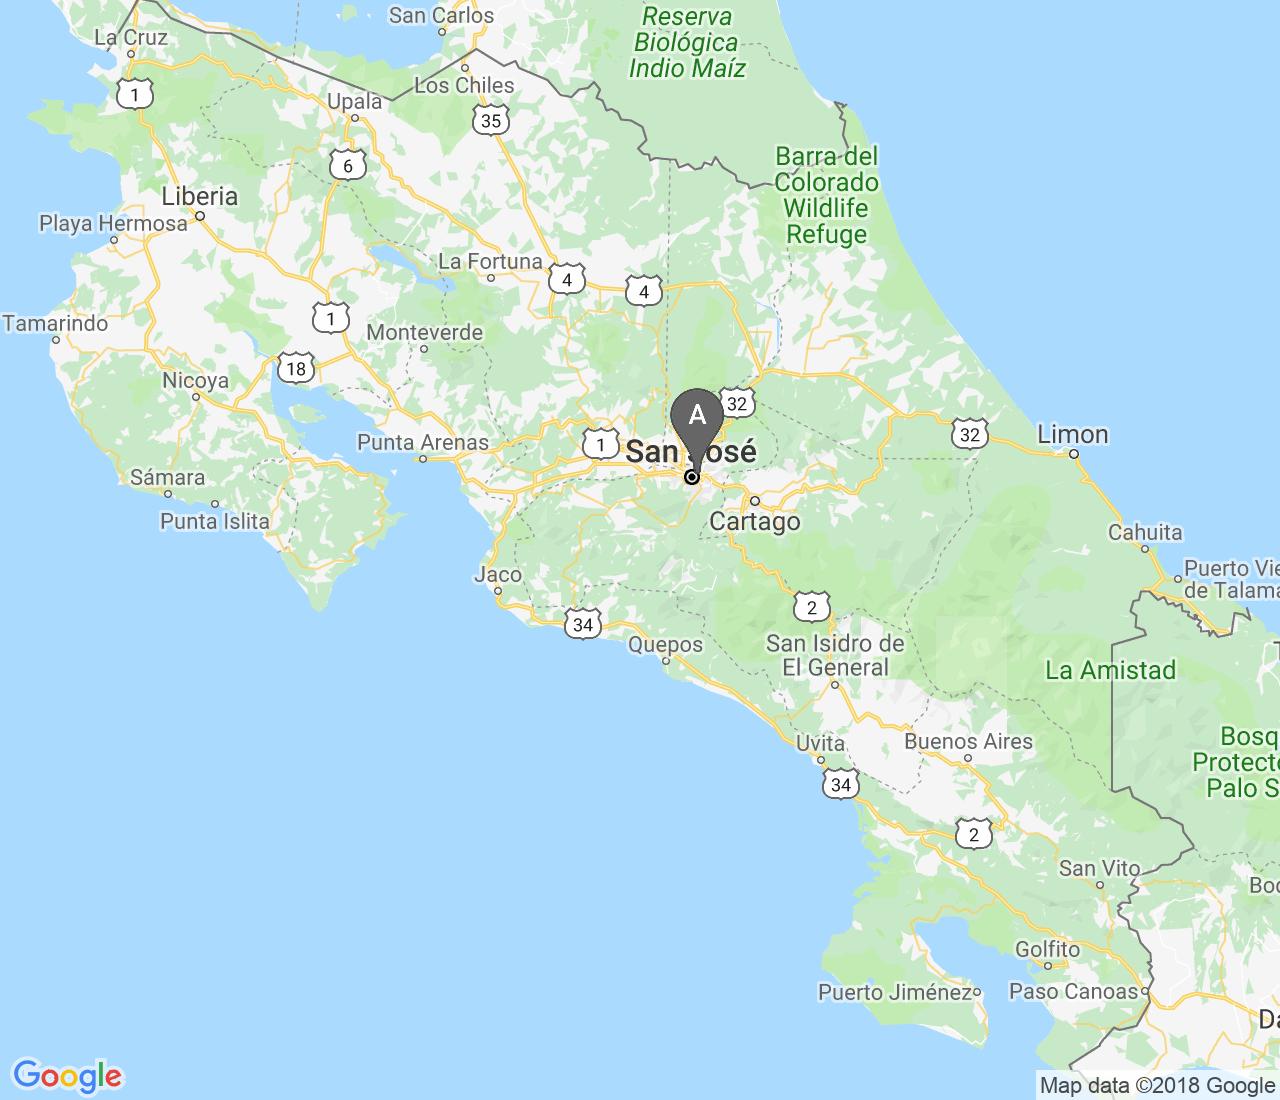 San Carlos
Reserva
Biológica
Indio Maíz
La Cruz
Los Chiles
1
Upala
35
6
Barra del
Colorado
Wildlife
Refuge
Liberia
Playa Hermosa
La Fortuna
4
4
1
Tamarindo
Monteverde
18
Nicoya
32
A
Punta Arenas
1
San José
32
Limon
Sámara
Punta Islita
Cartago
Cahuita
Jaco
Puerto Vie
de Talama
2
34
Quepos
San Isidro de
El General
La Amistad
Uvita
Buenos Aires
Bosq
Protecto
Palo S
34
2
San Vito
Boc
Golfito
Puerto Jiménez
Paso Canoas
Da
Google
Map data ©2018 Google